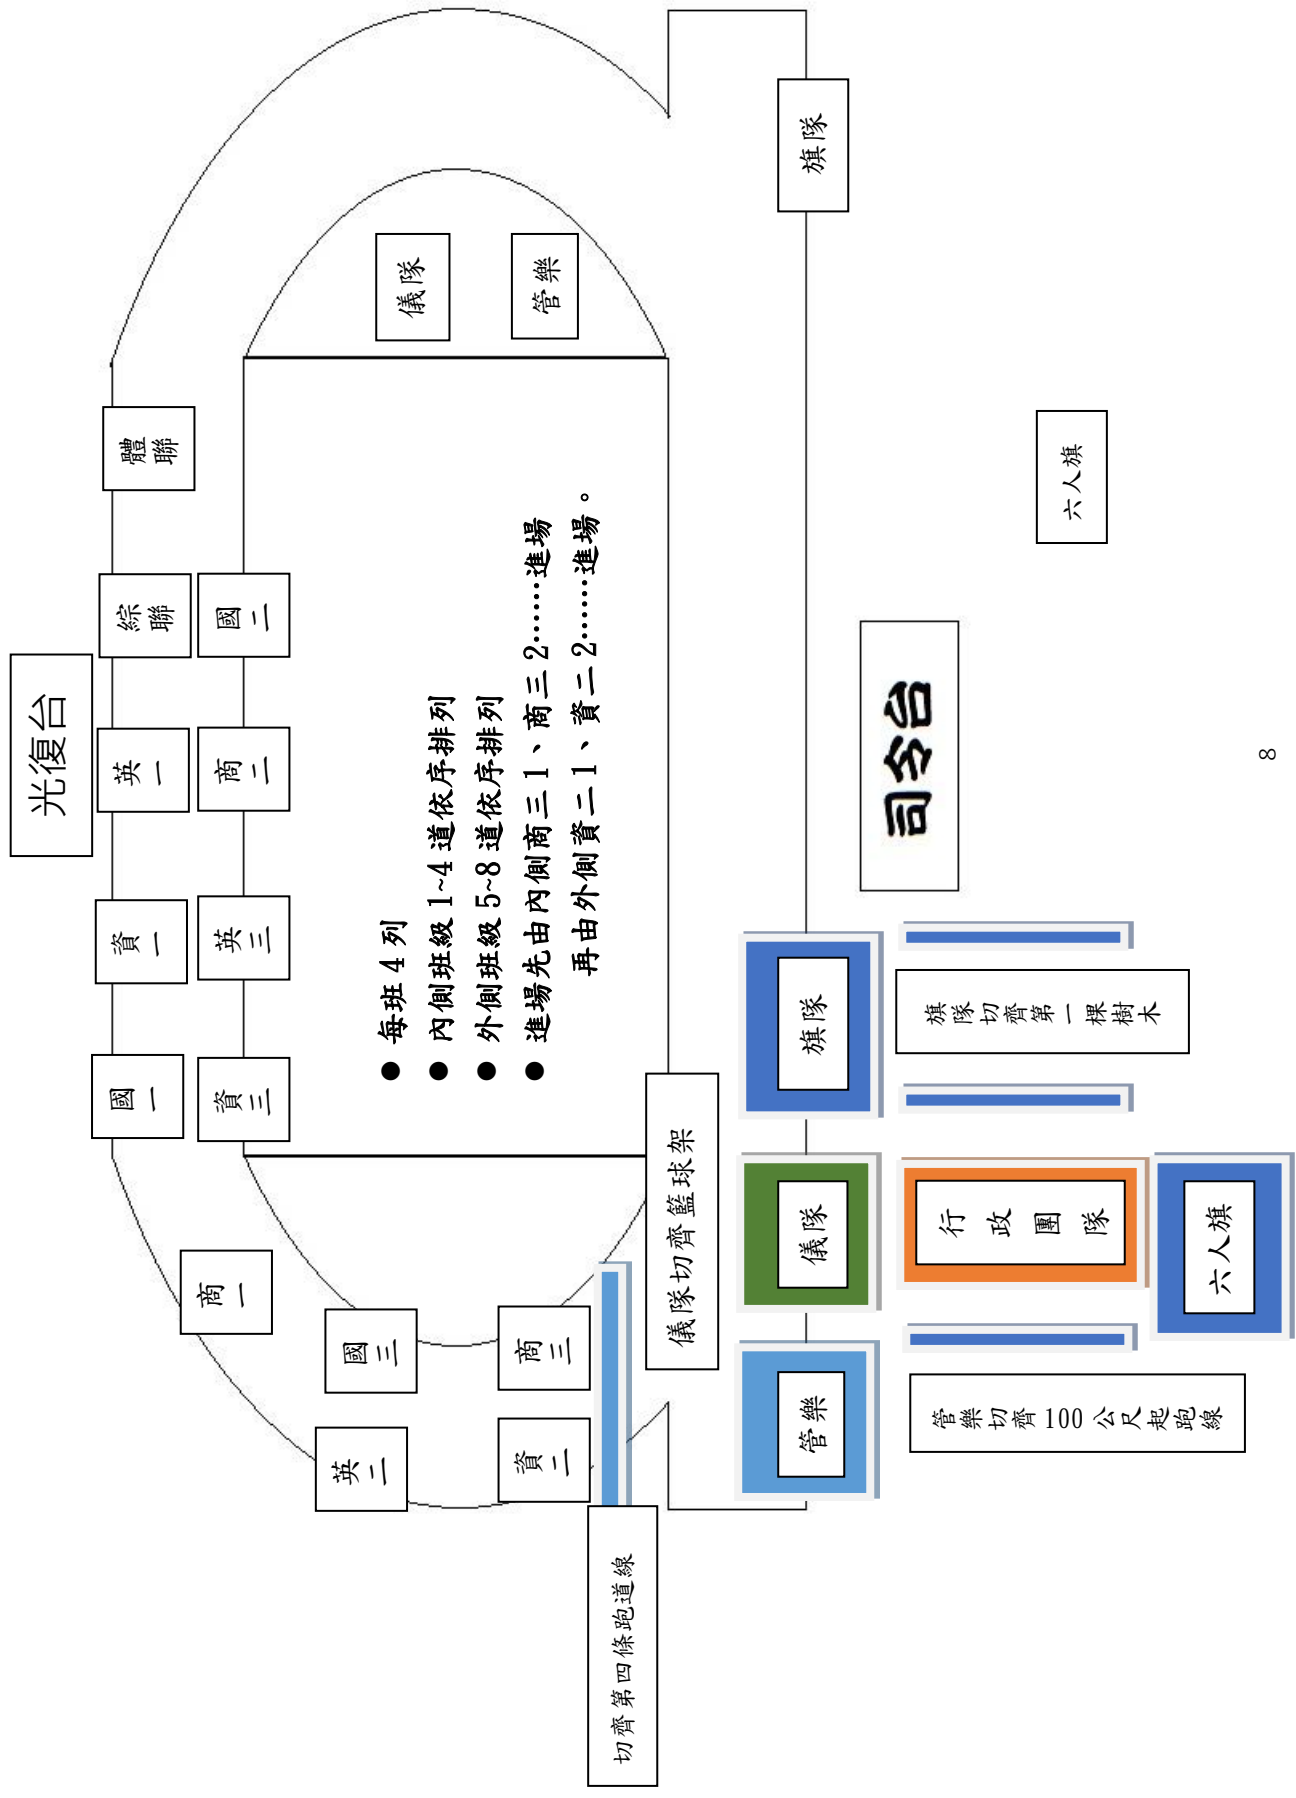 光復台
國一
資一
英一
綜聯
體聯
資三
英三
商二
國二
商一
英二
國三
資二
商三
儀隊
管樂
● 每班 4 列
● 內側班級 1~4 道依序排列
● 外側班級 5~8 道依序排列
● 進場先由內側商三 1、商三 2……進場
再由外側資二 1、資二 2……進場。
切齊第四條跑道線
儀隊切齊籃球架
管樂
儀隊
旗隊
旗隊
管樂切齊 100 公尺起跑線
行政團隊
旗隊切齊第一棵樹木
司令台
六人旗
六人旗
8